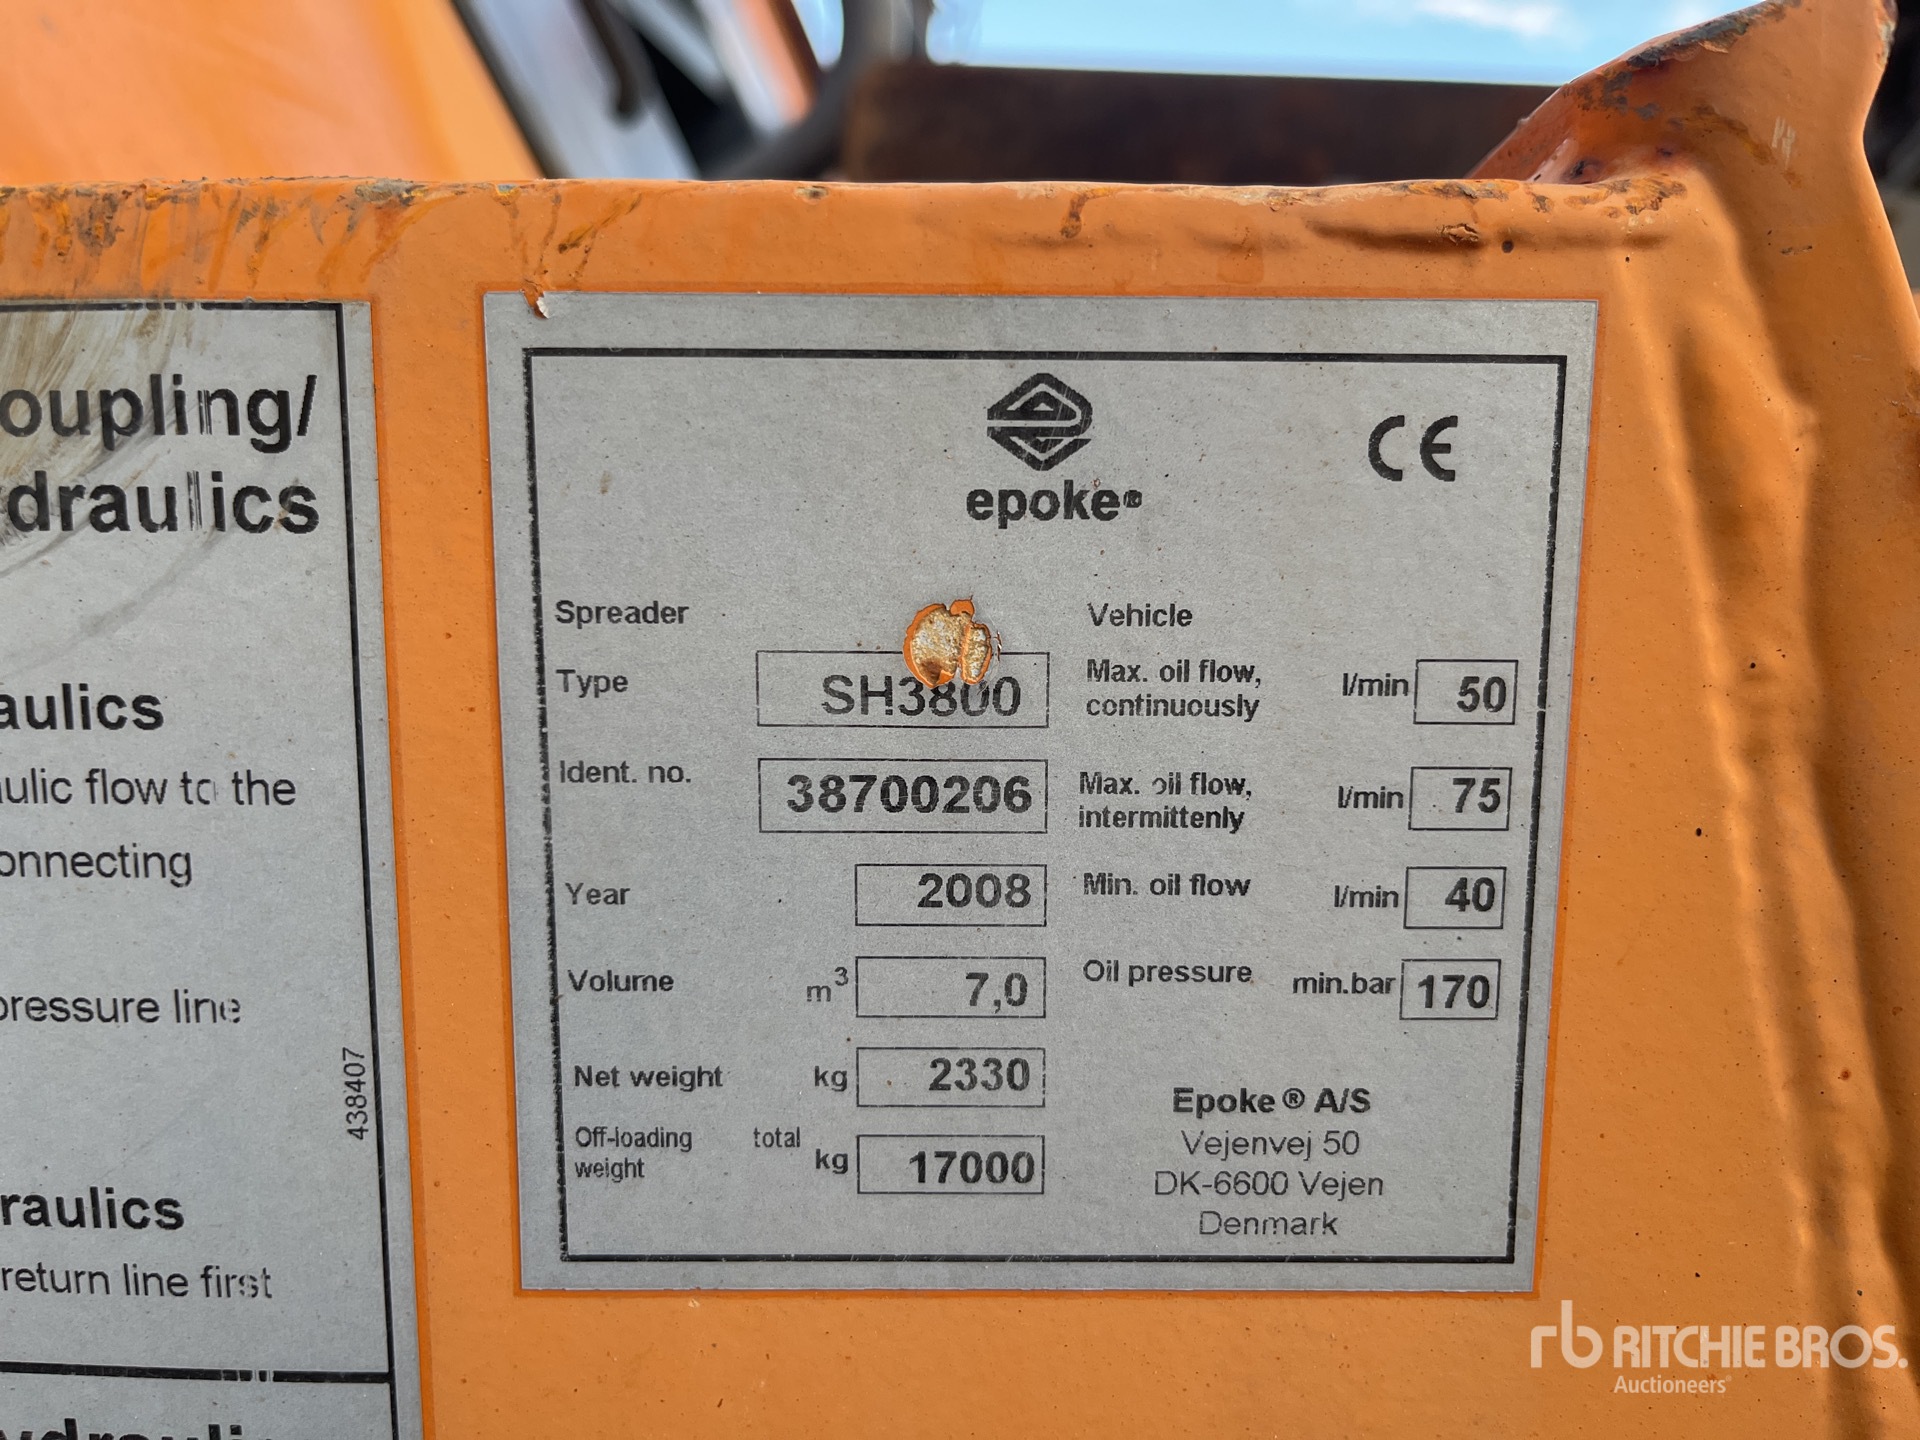 oupling/
draulics
aulics
ulic flow to the
onnecting
pressure line
438407
raulics
return line first
epoke®
CE
Spreader
Type SH3800
Ident. no. 38700206
Year 2008
Volume m³ 7,0
Net weight kg 2330
Off-loading weight total kg 17000
Vehicle
Max. oil flow,
continuously l/min 50
Max. oil flow,
intermittenly l/min 75
Min. oil flow l/min 40
Oil pressure min.bar 170
Epoke® A/S
Vejenvej 50
DK-6600 Vejen
Denmark
rb RITCHIE BROS.
Auctioneers